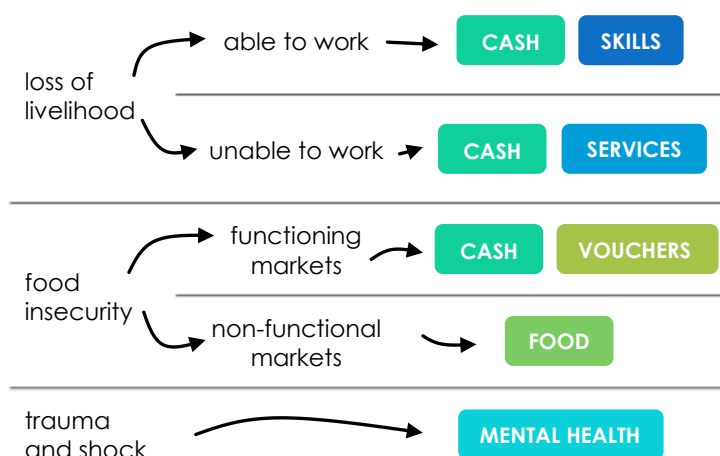 able to work
CASH
SKILLS
loss of
livelihood
unable to work
CASH
SERVICES
functioning
markets
CASH
VOUCHERS
food
insecurity
non-functional
markets
FOOD
trauma
and shock
MENTAL HEALTH